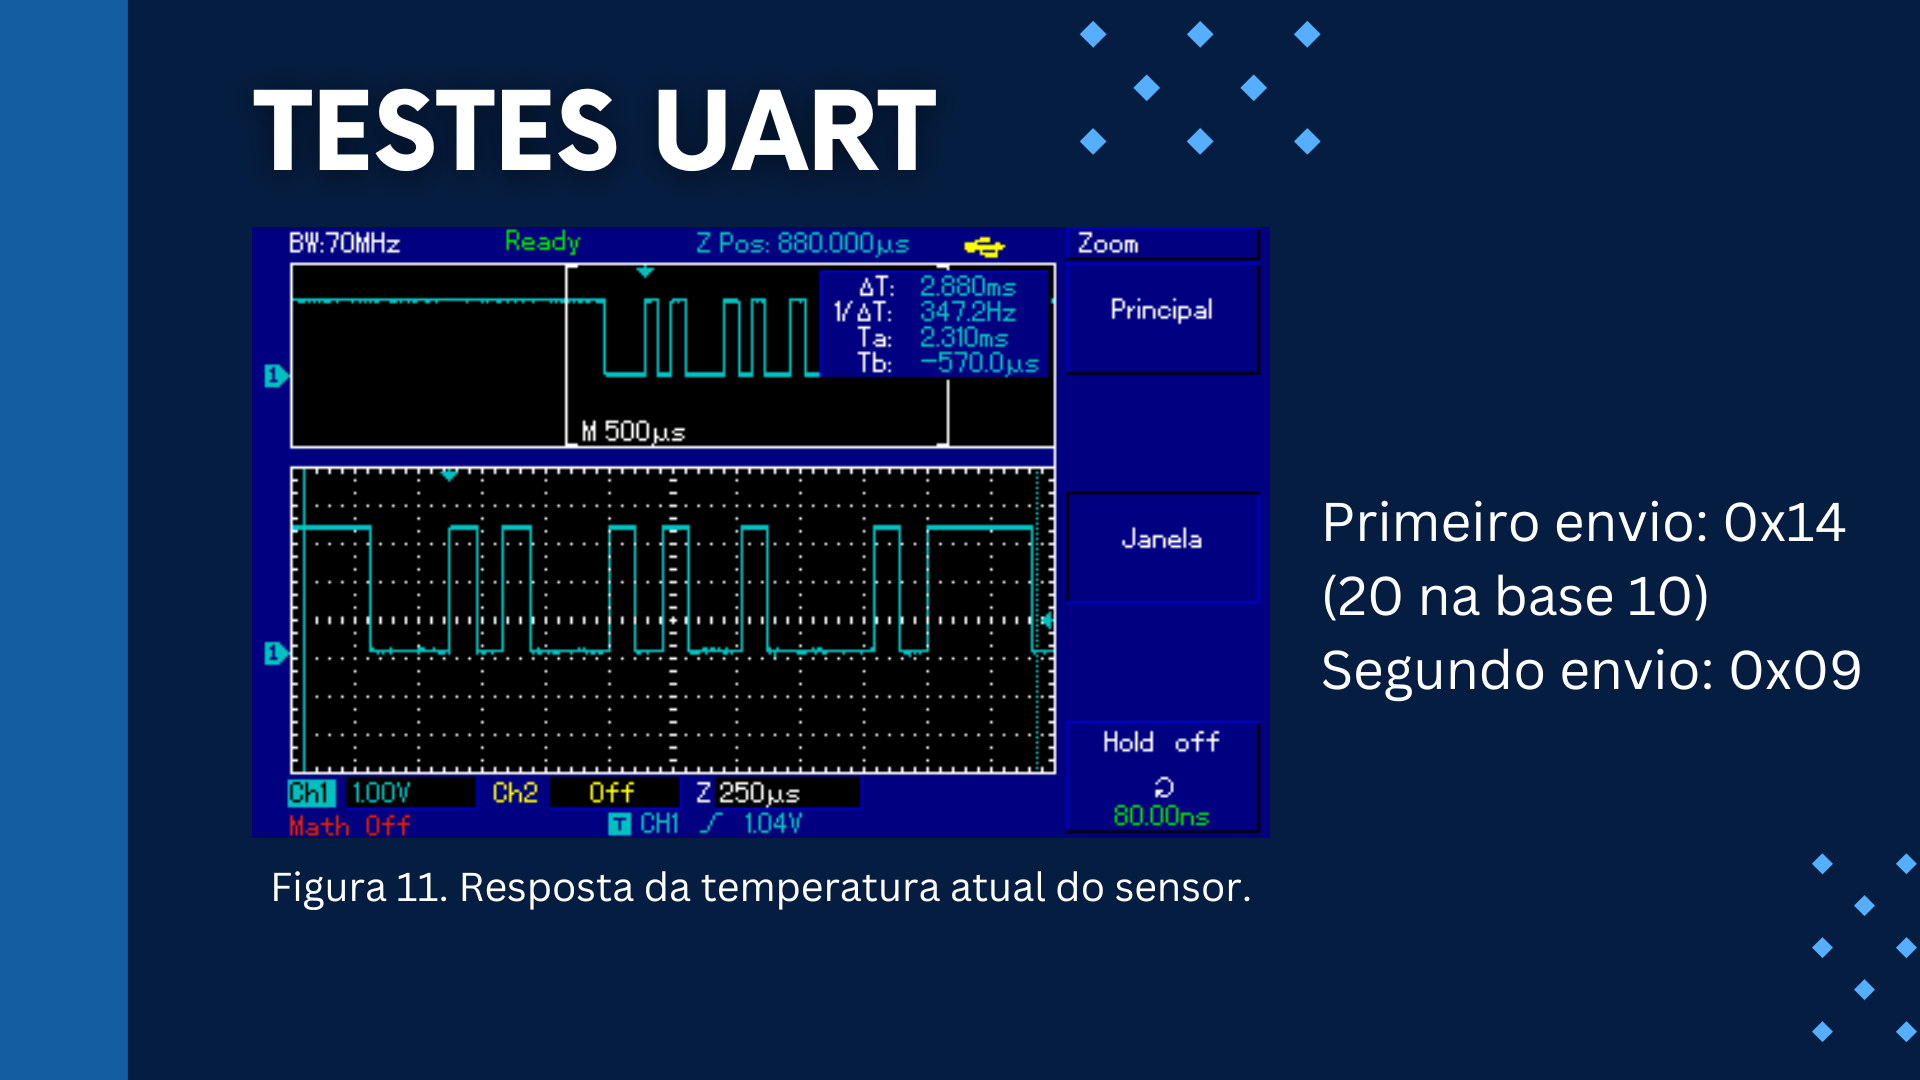 TESTES UART
BW:70MHz
Ready
Z Pos: 880.000µs
Zoom
ΔT: 2.880ms
1/ΔT: 347.2Hz
Ta: 2.310ms
Tb: -570.0µs
Principal
1
M 500µs
Janela
1
Primeiro envio: 0x14
(20 na base 10)
Segundo envio: 0x09
Hold off
80.00ns
Ch1 1.00V Ch2 Off Z 250µs
Math Off T CH1 1.04V
Figura 11. Resposta da temperatura atual do sensor.